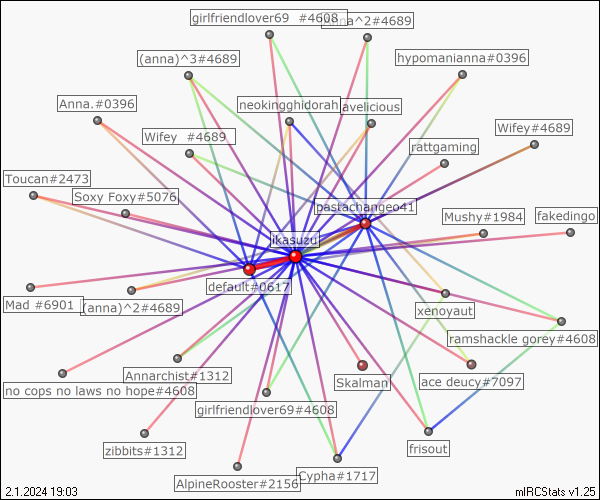 girlfriendlover69 #4608
anna^2#4689
(anna)^3#4689
hypomanianna#0396
Anna.#0396
neokingghidorah
avelicious
Wifey #4689
Wifey#4689
rattgaming
Toucan#2473
Soxy Foxy#5076
pastachangeo41
Mushy#1984
fakedingo
ikasuzu
default#0617
Mad #6901
(anna)^2#4689
xenoyaut
ramshackle gorey#4608
Annarchist#1312
no cops no laws no hope#4608
Skalman
ace deucy#7097
girlfriendlover69#4608
zibbits#1312
frisout
AlpineRooster#2156
Cypha#1717
2.1.2024 19:03
mIRCStats v1.25